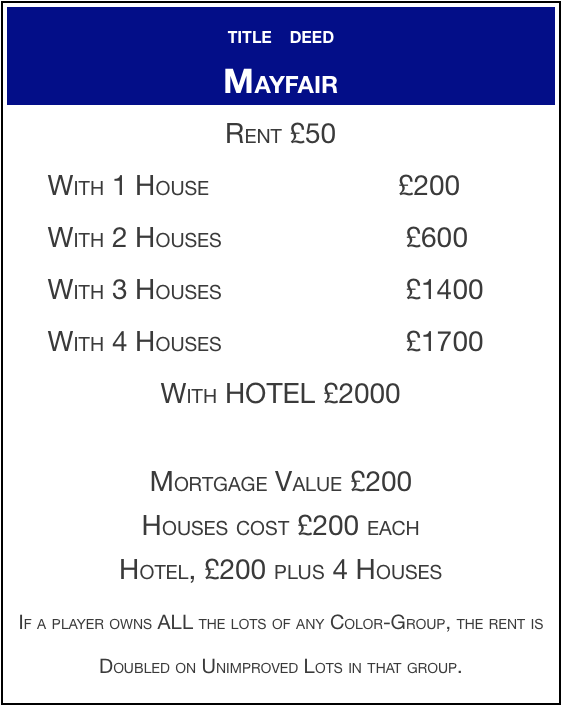 TITLE DEED
MAYFAIR
RENT £50
WITH 1 HOUSE £200
WITH 2 HOUSES £600
WITH 3 HOUSES £1400
WITH 4 HOUSES £1700
WITH HOTEL £2000
MORTGAGE VALUE £200
HOUSES COST £200 EACH
HOTEL, £200 PLUS 4 HOUSES
IF A PLAYER OWNS ALL THE LOTS OF ANY COLOR-GROUP, THE RENT IS
DOUBLED ON UNIMPROVED LOTS IN THAT GROUP.